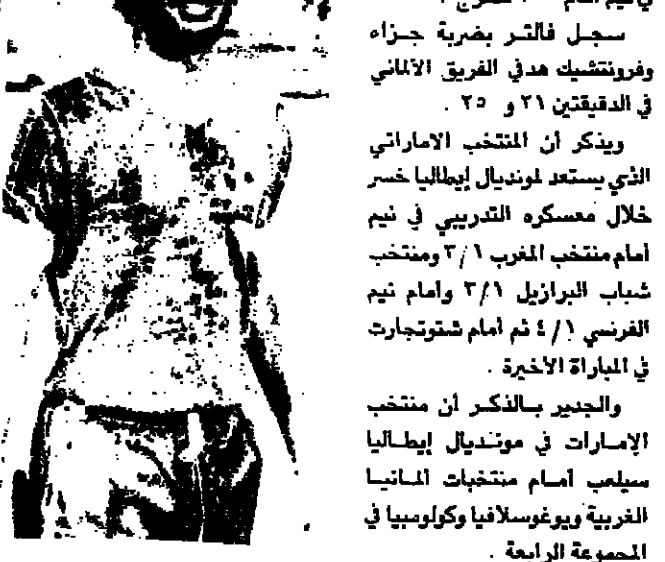 سجل فالتر بضربة جزاء
وفرونتشيك هدفي الفريق الألماني
في الدقيقتين ٢١ و ٢٥ .
ويذكر أن المنتخب الاماراتي
الذي يستعد لمونديال إيطاليا خسر
خلال معسكره التدريبي في نيم
أمام منتخب المغرب ٣/١ ومنتخب
شباب البرازيل ٣/١ وأمام نيم
الفرنسي ٤/١ ثم أمام شتوتجارت
في المباراة الأخيرة .
والجدير بالذكر أن منتخب
الإمارات في مونديال إيطاليا
سيلعب أمام منتخبات المانيا
الغربية ويوغوسلافيا وكولومبيا في
المجموعة الرابعة .